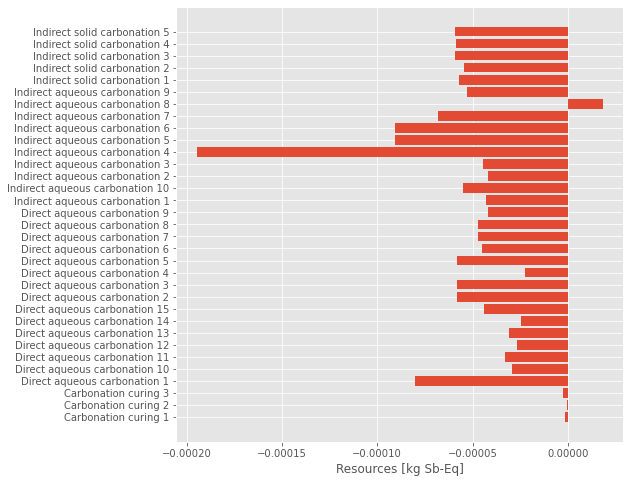 Indirect solid carbonation 5
Indirect solid carbonation 4
Indirect solid carbonation 3
Indirect solid carbonation 2
Indirect solid carbonation 1
Indirect aqueous carbonation 9
Indirect aqueous carbonation 8
Indirect aqueous carbonation 7
Indirect aqueous carbonation 6
Indirect aqueous carbonation 5
Indirect aqueous carbonation 4
Indirect aqueous carbonation 3
Indirect aqueous carbonation 2
Indirect aqueous carbonation 10
Indirect aqueous carbonation 1
Direct aqueous carbonation 9
Direct aqueous carbonation 8
Direct aqueous carbonation 7
Direct aqueous carbonation 6
Direct aqueous carbonation 5
Direct aqueous carbonation 4
Direct aqueous carbonation 3
Direct aqueous carbonation 2
Direct aqueous carbonation 15
Direct aqueous carbonation 14
Direct aqueous carbonation 13
Direct aqueous carbonation 12
Direct aqueous carbonation 11
Direct aqueous carbonation 10
Direct aqueous carbonation 1
Carbonation curing 3
Carbonation curing 2
Carbonation curing 1
−0.00020 −0.00015 −0.00010 −0.00005 0.00000
Resources [kg Sb-Eq]